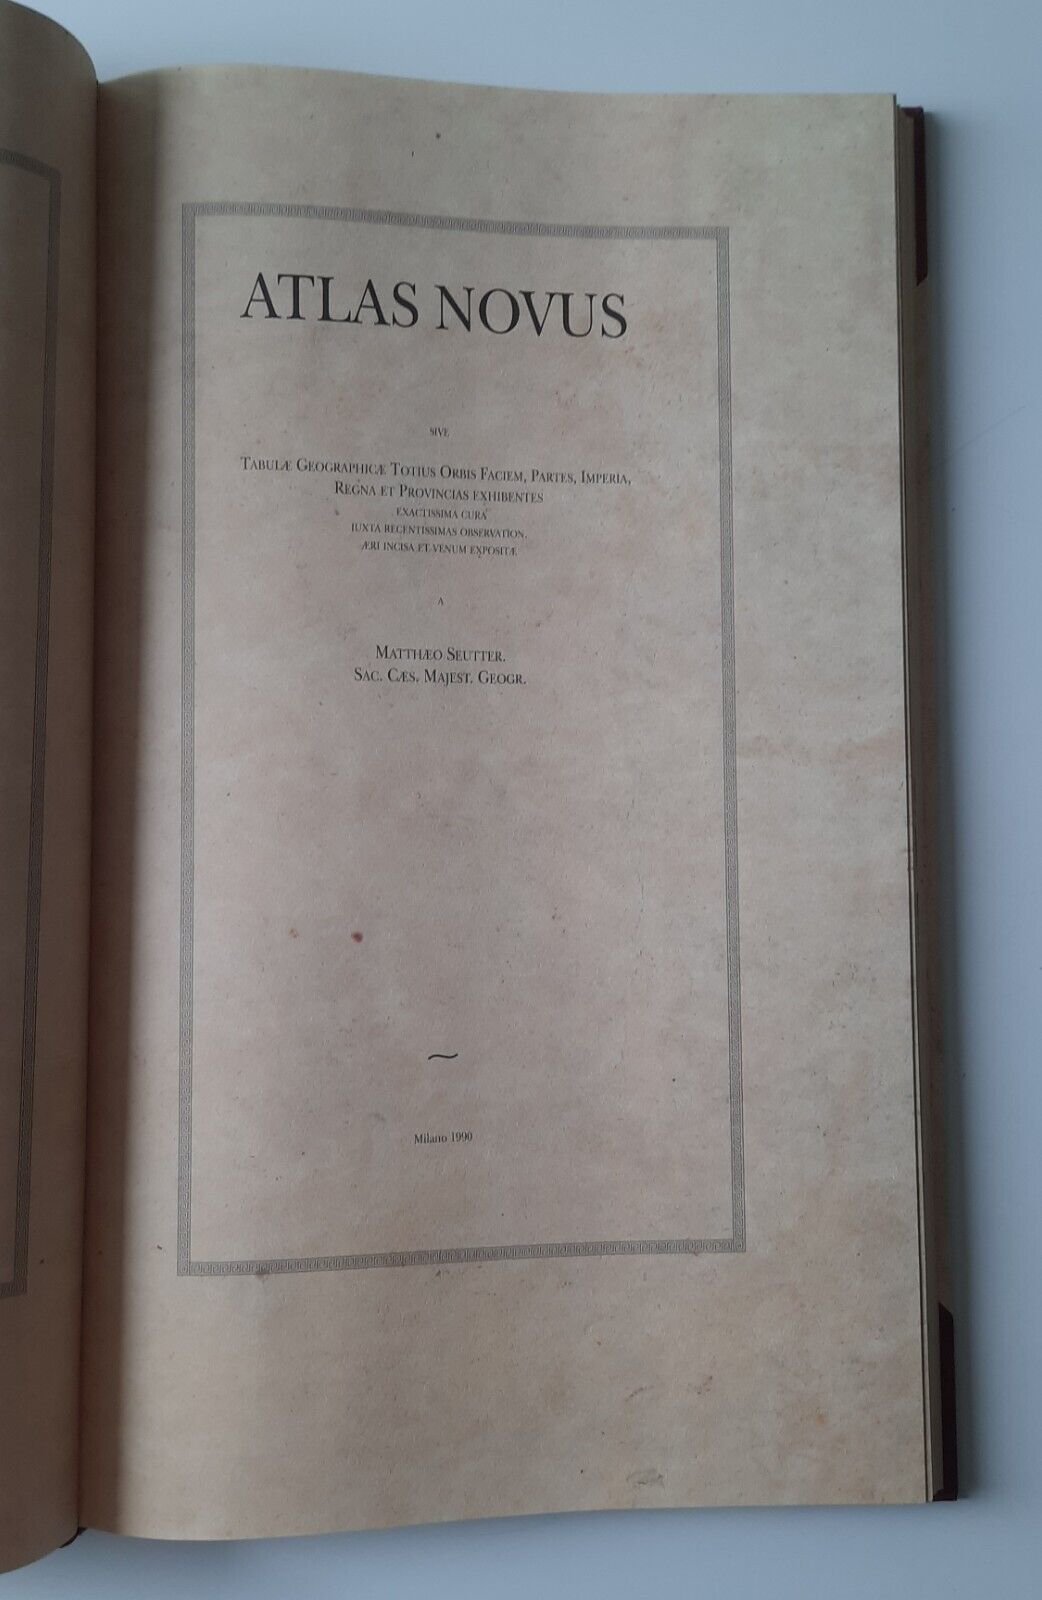 ATLAS NOVUS
SIVE
TABULÆ GEOGRAPHICÆ TOTIUS ORBIS FACIEM, PARTES, IMPERIA,
REGNA ET PROVINCIAS EXHIBENTES
EXACTISSIMA CURA
IUXTA RECENTISSIMAS OBSERVATION.
ÆRI INCISA ET VENUM EXPOSITÆ
A
MATTHÆO SEUTTER.
SAC. CÆS. MAJEST. GEOGR.
Milano 1990